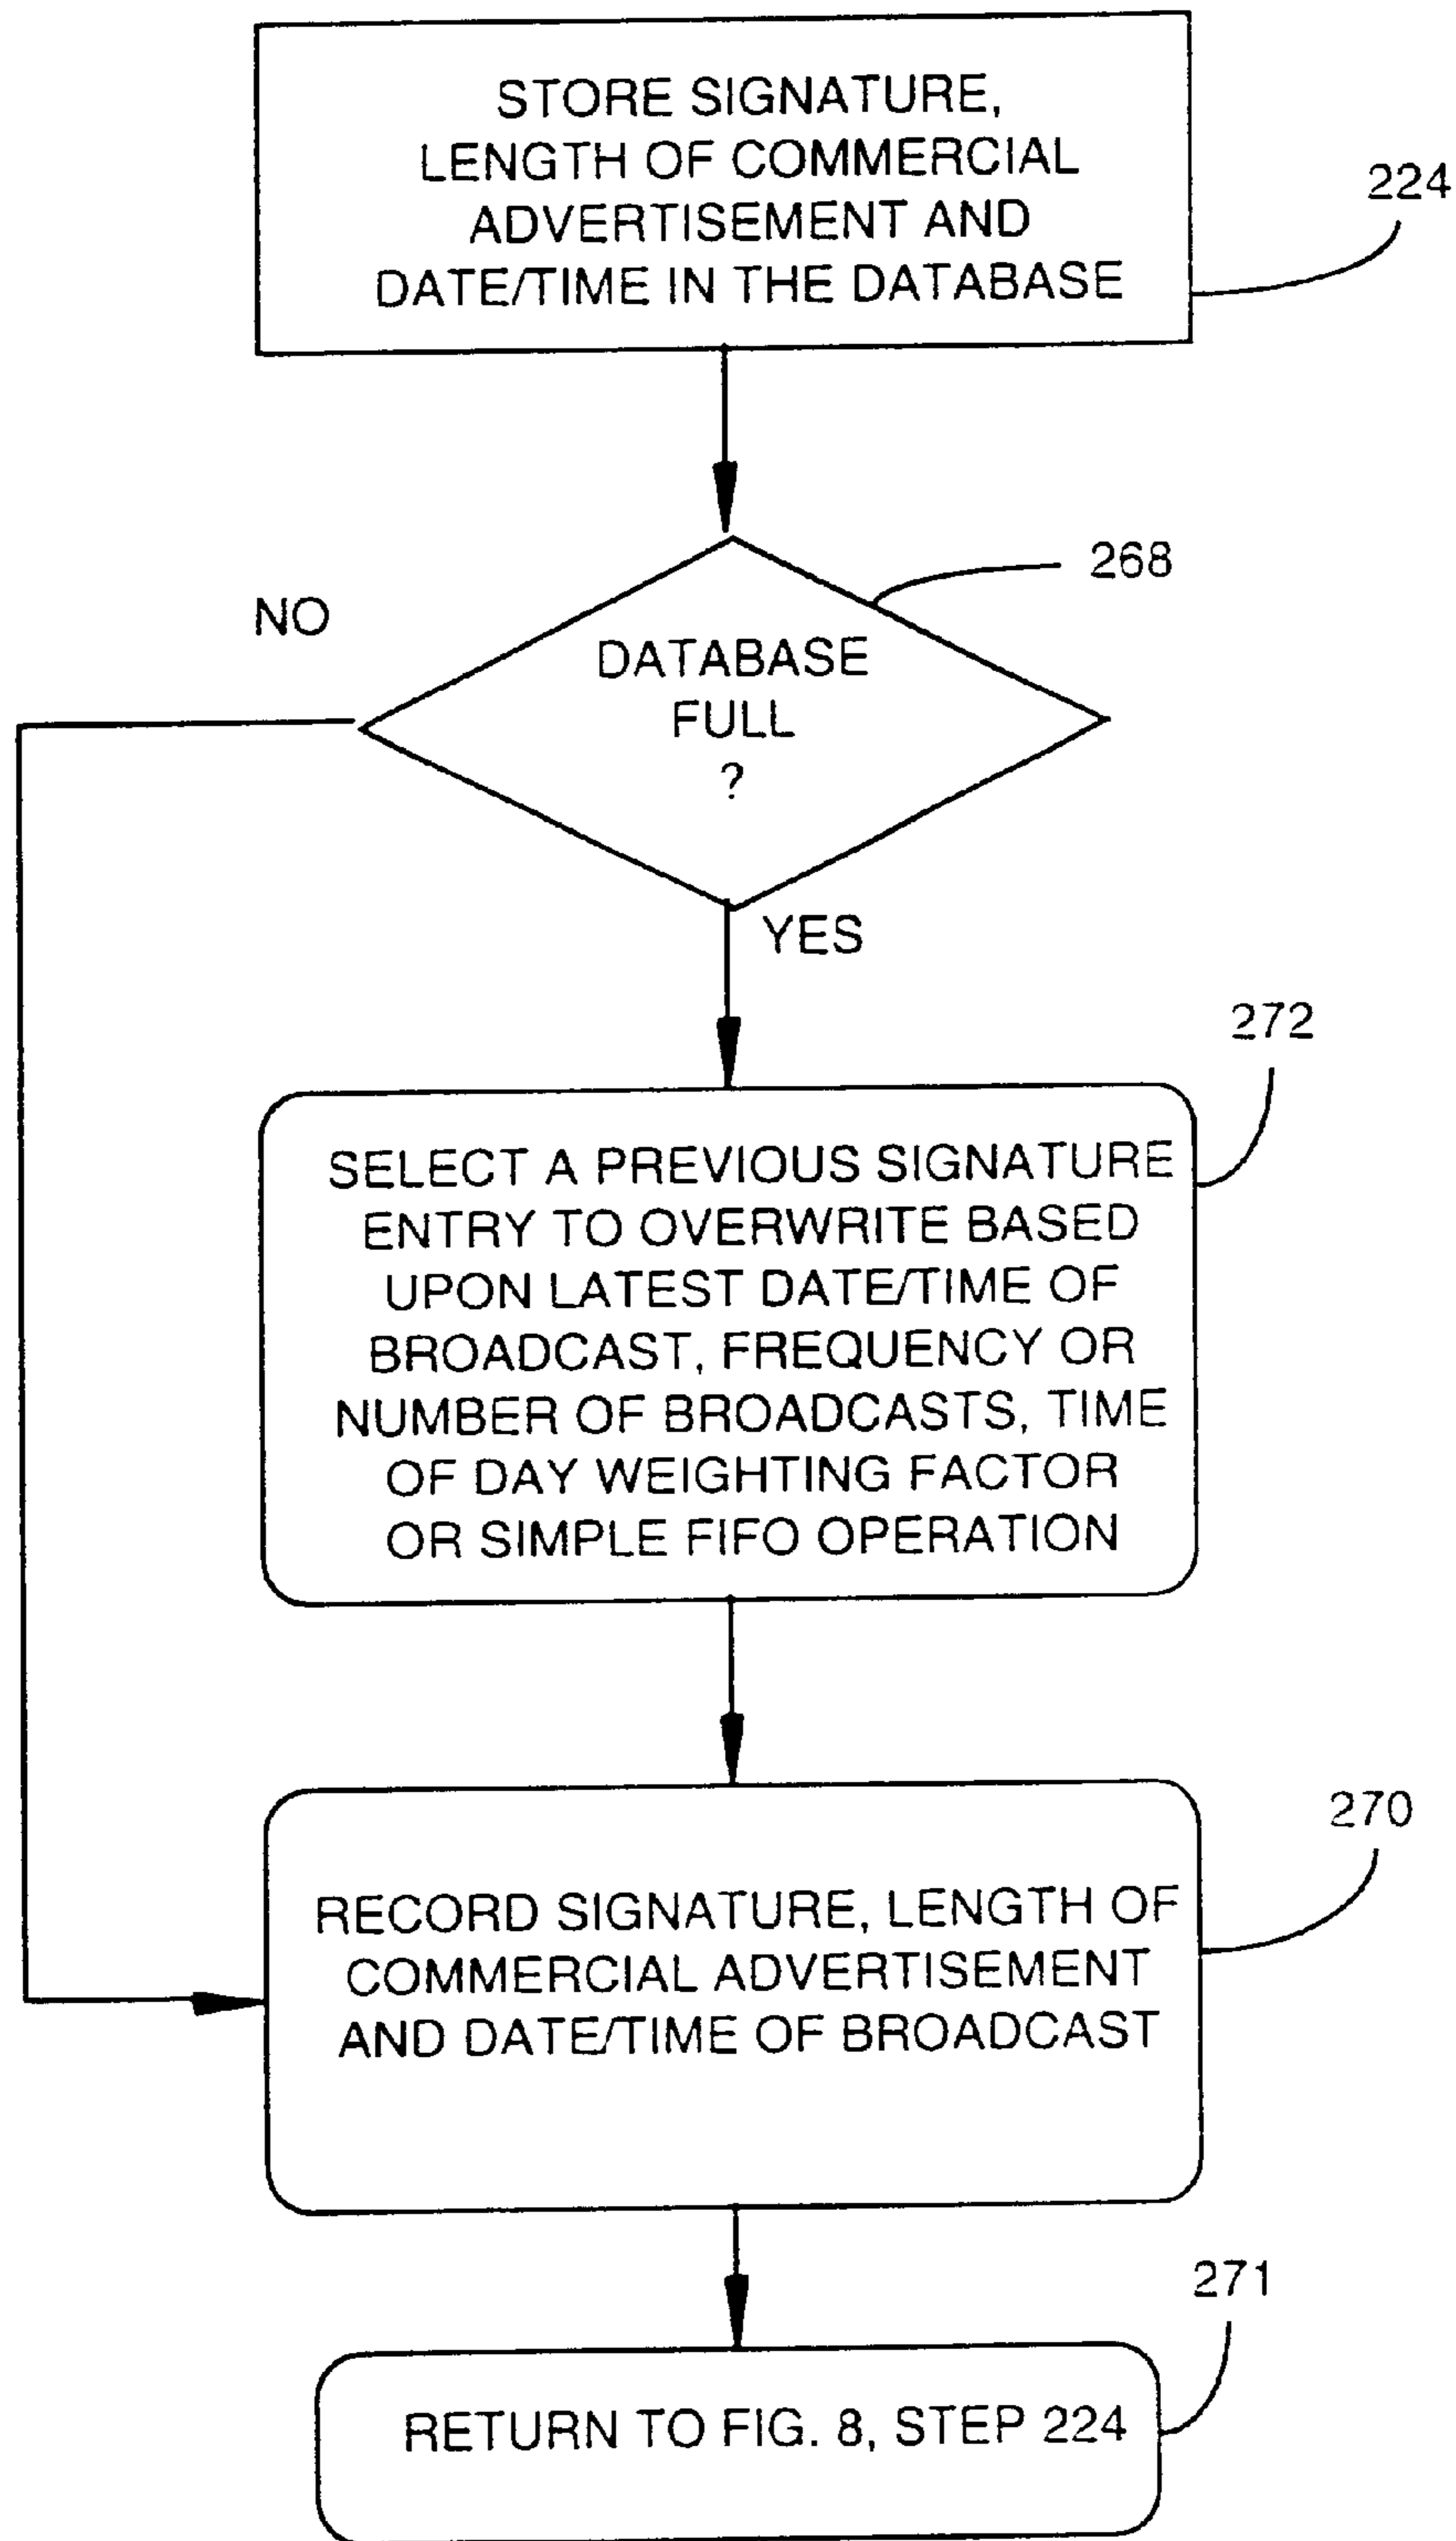 STORE SIGNATURE,
LENGTH OF COMMERCIAL
ADVERTISEMENT AND
DATE/TIME IN THE DATABASE
224
268
NO
DATABASE
FULL
?
YES
272
SELECT A PREVIOUS SIGNATURE
ENTRY TO OVERWRITE BASED
UPON LATEST DATE/TIME OF
BROADCAST, FREQUENCY OR
NUMBER OF BROADCASTS, TIME
OF DAY WEIGHTING FACTOR
OR SIMPLE FIFO OPERATION
270
RECORD SIGNATURE, LENGTH OF
COMMERCIAL ADVERTISEMENT
AND DATE/TIME OF BROADCAST
271
RETURN TO FIG. 8, STEP 224